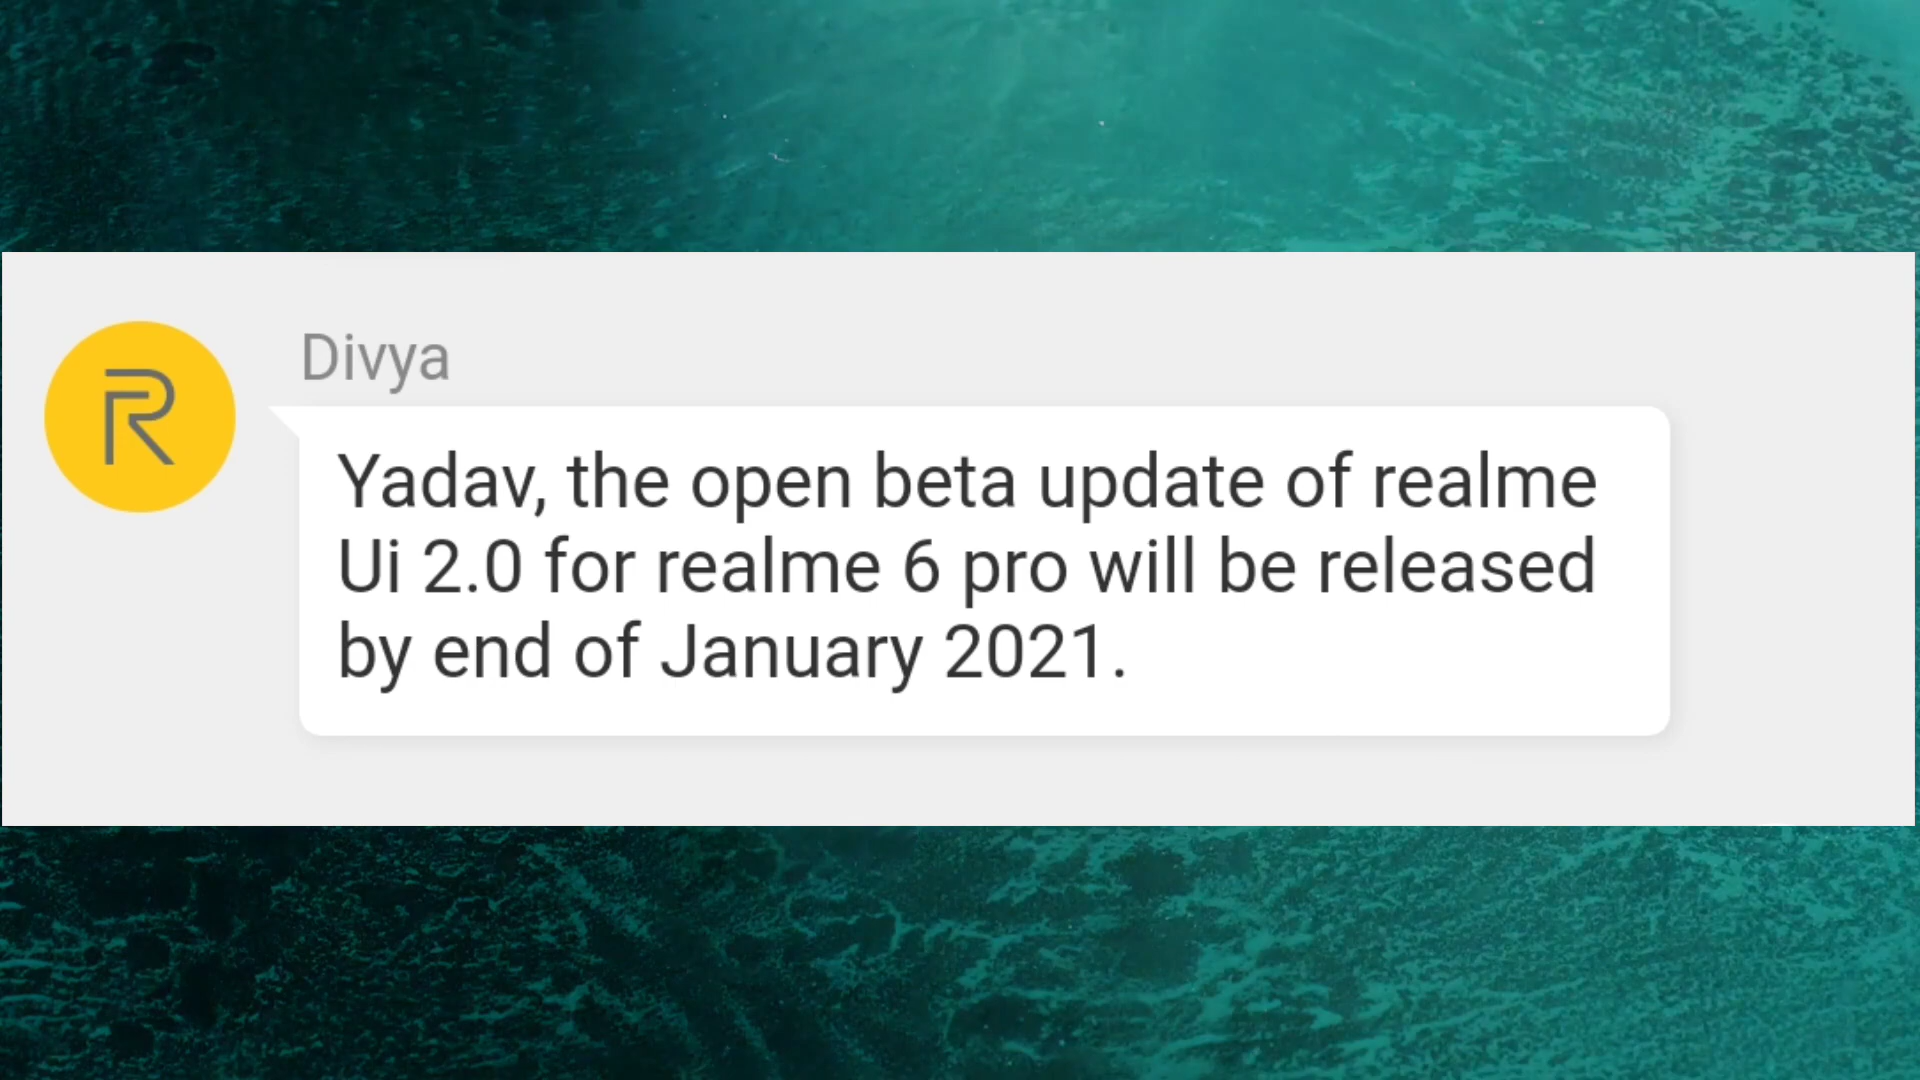 Divya
Yadav, the open beta update of realme
Ui 2.0 for realme 6 pro will be released
by end of January 2021.